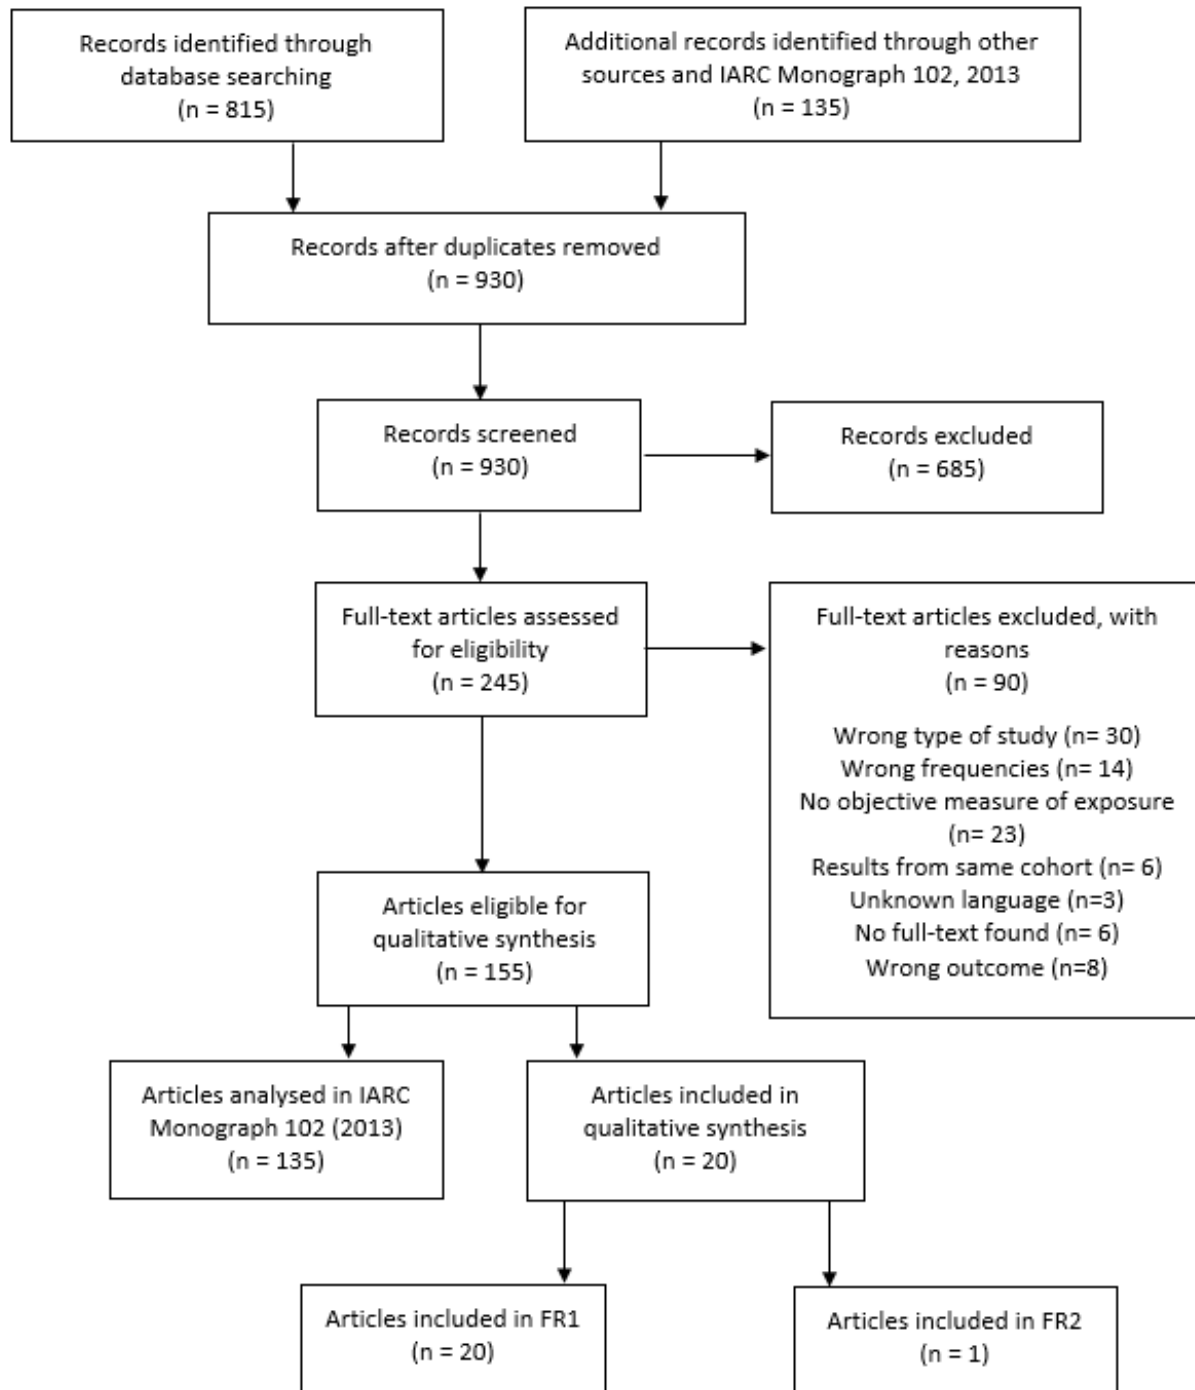 Records identified through
database searching
(n = 815)
Additional records identified through other
sources and IARC Monograph 102, 2013
(n = 135)
Records after duplicates removed
(n = 930)
Records screened
(n = 930)
Records excluded
(n = 685)
Full-text articles assessed
for eligibility
(n = 245)
Full-text articles excluded, with
reasons
(n = 90)
Wrong type of study (n= 30)
Wrong frequencies (n= 14)
No objective measure of exposure
(n= 23)
Results from same cohort (n= 6)
Unknown language (n=3)
No full-text found (n= 6)
Wrong outcome (n=8)
Articles eligible for
qualitative synthesis
(n = 155)
Articles analysed in IARC
Monograph 102 (2013)
(n = 135)
Articles included in
qualitative synthesis
(n = 20)
Articles included in FR1
(n = 20)
Articles included in FR2
(n = 1)